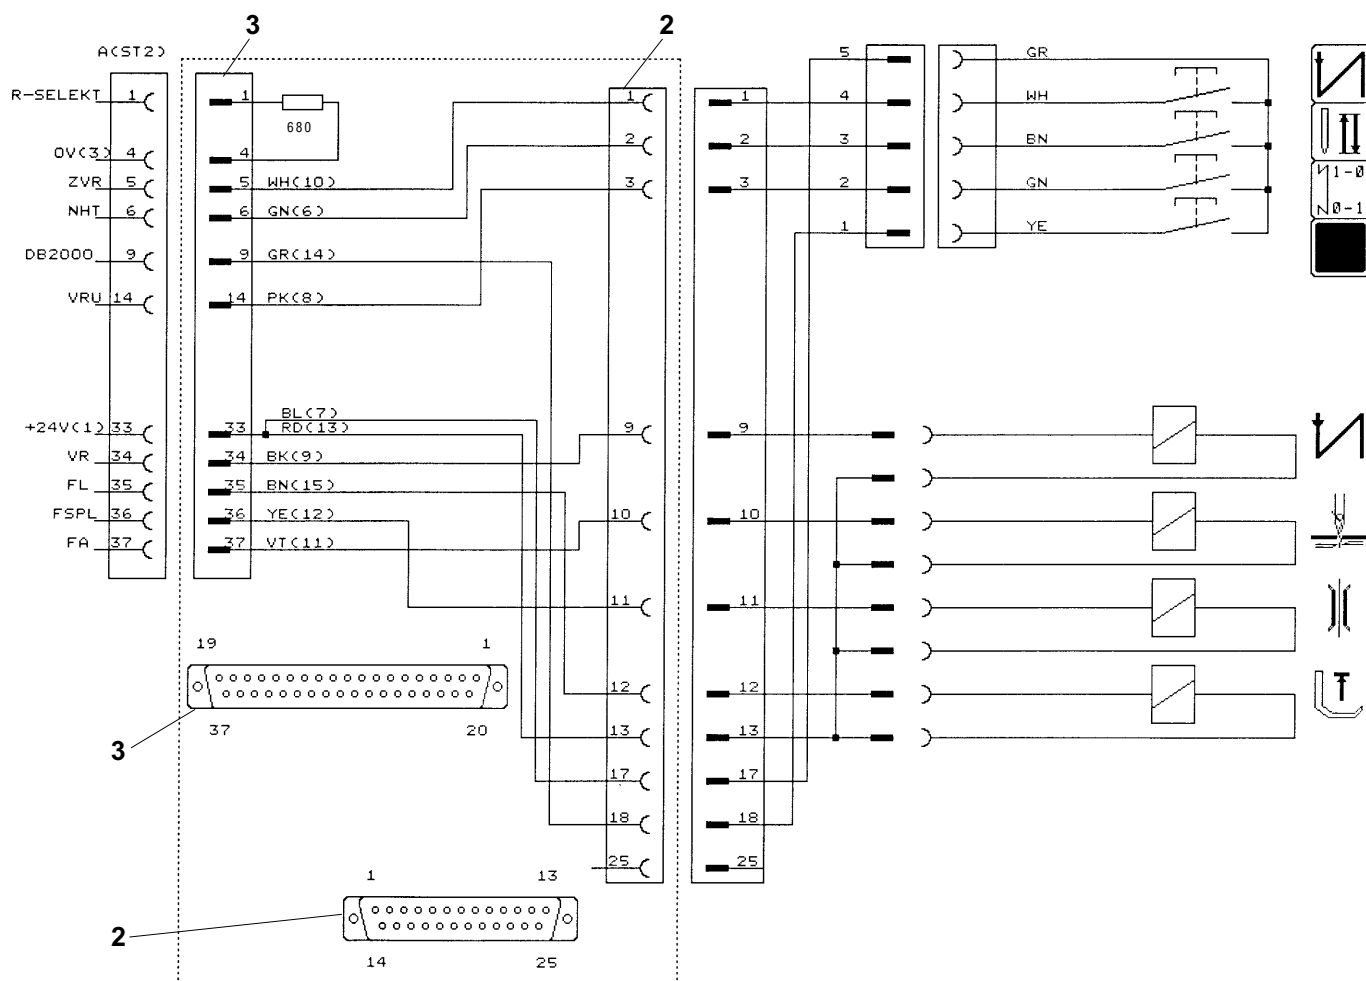 3
2
A(ST2)
R-SELEKT 1
0V(3) 4
ZVR 5
NHT 6
DB2000 9
VRU 14
+24V(1) 33
VR 34
FL 35
FSPL 36
FA 37
1
680
4
5 WH(10)
6 GN(6)
9 GR(14)
14 PK(8)
BL(7)
33 RD(13)
34 BK(9)
35 BN(15)
36 YE(12)
37 VT(11)
1
2
3
9
10
11
12
13
17
18
25
1
2
3
9
10
11
12
13
17
18
25
5
4
3
2
1
GR
WH
BN
GN
YE
1-0
0-1
19 1
37 20
3
1 13
14 25
2